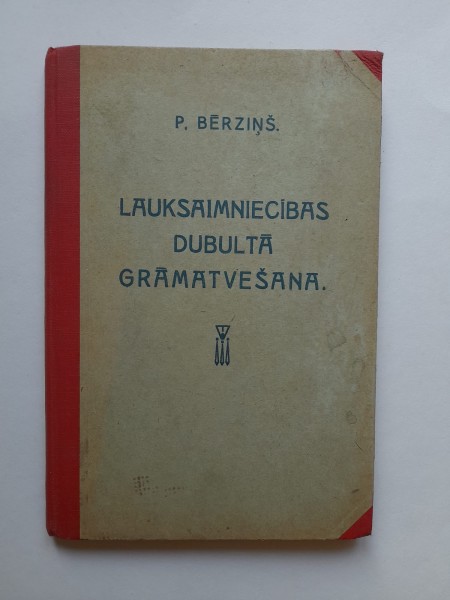 P. BĒRZIŅŠ.
LAUKSAIMNIECĪBAS
DUBULTĀ
GRĀMATVEŠANA.